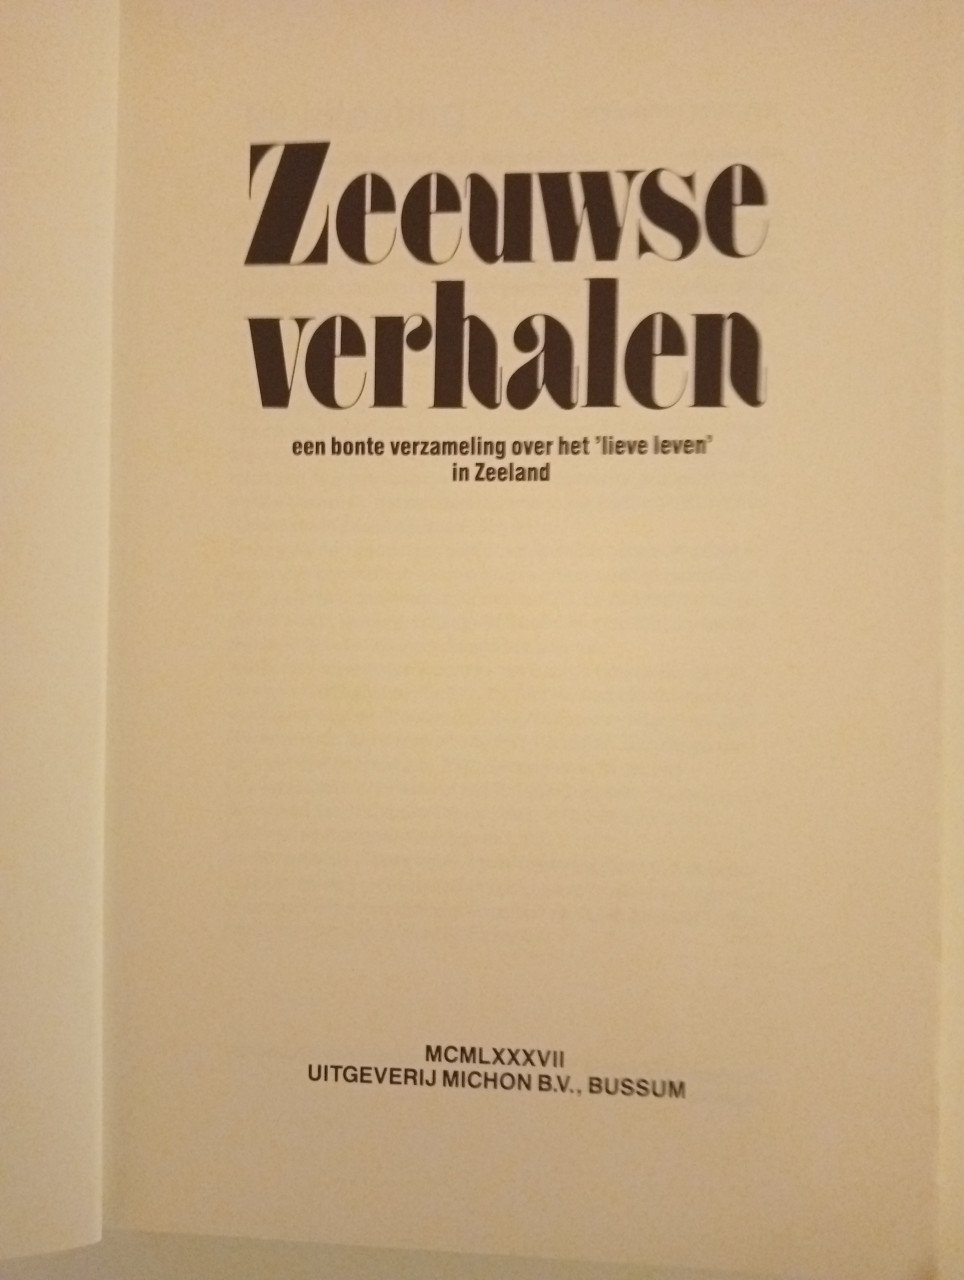 Zeeuwse
verhalen
een bonte verzameling over het 'lieve leven'
in Zeeland
MCMLXXXVII
UITGEVERIJ MICHON B.V., BUSSUM